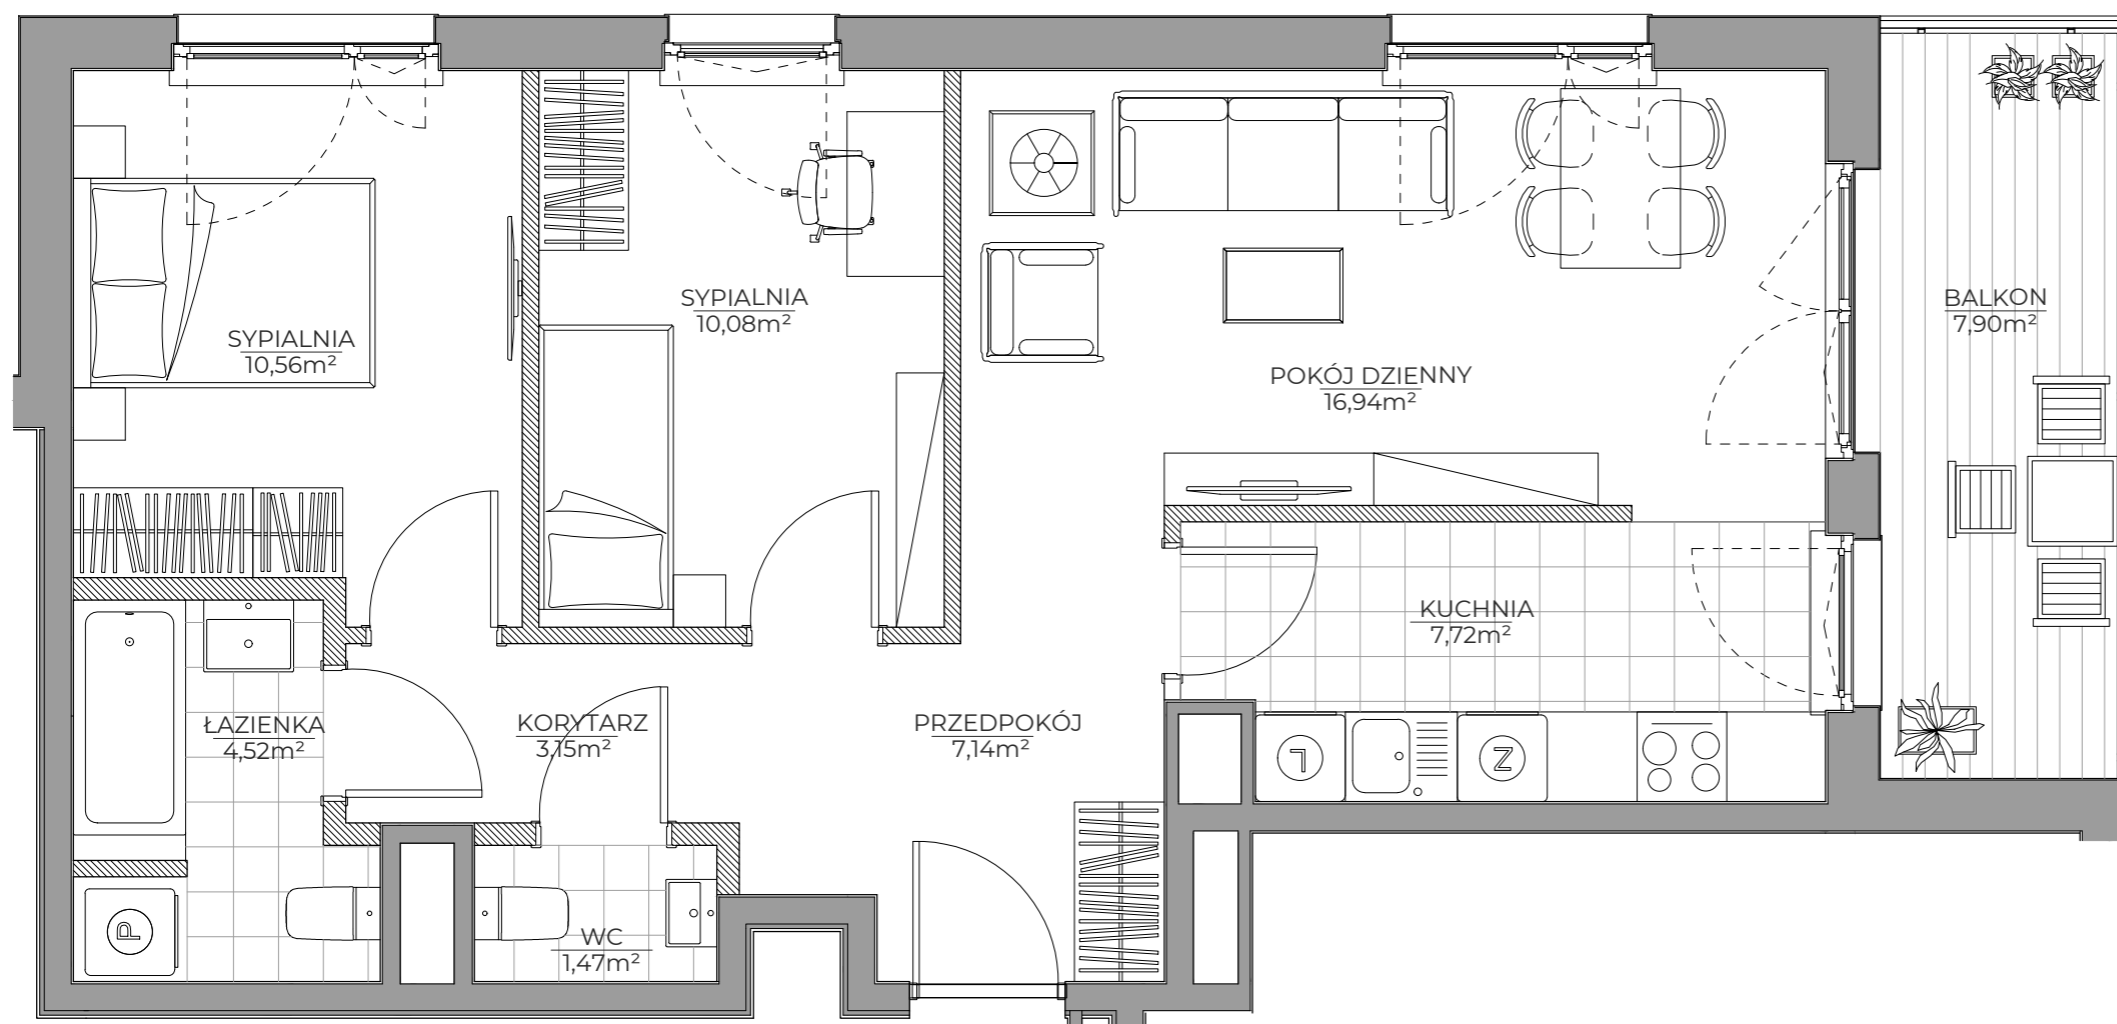 SYPIALNIA
10,56m²
SYPIALNIA
10,08m²
POKÓJ DZIENNY
16,94m²
BALKON
7,90m²
KUCHNIA
7,72m²
ŁAZIENKA
4,52m²
KORYTARZ
3,15m²
PRZEDPOKÓJ
7,14m²
L
Z
P
WC
1,47m²